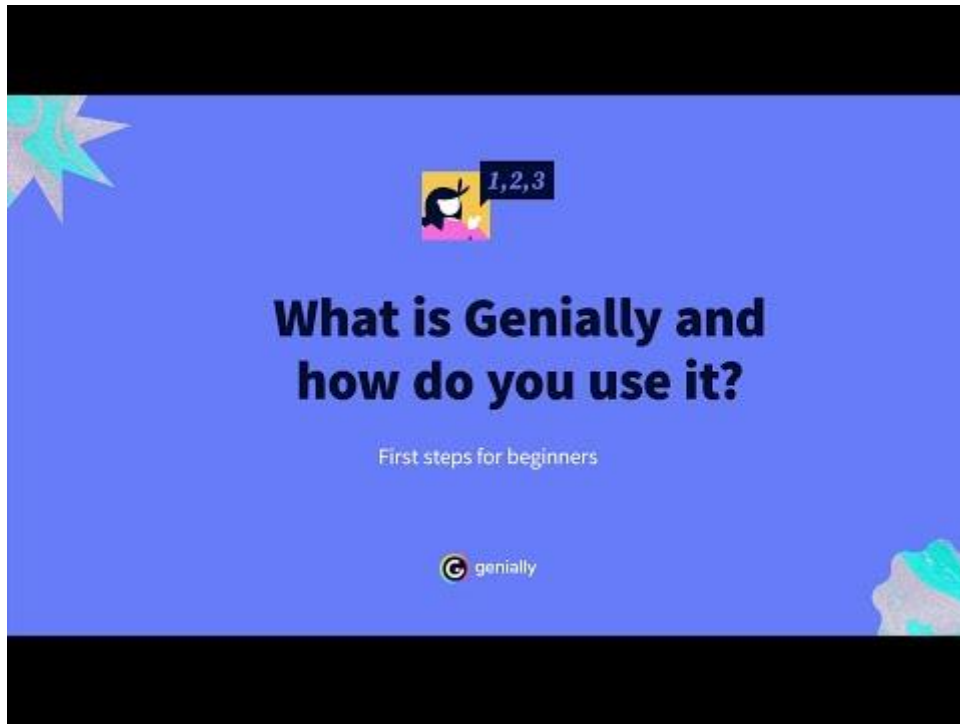 1,2,3
What is Genially and
how do you use it?
First steps for beginners
genially